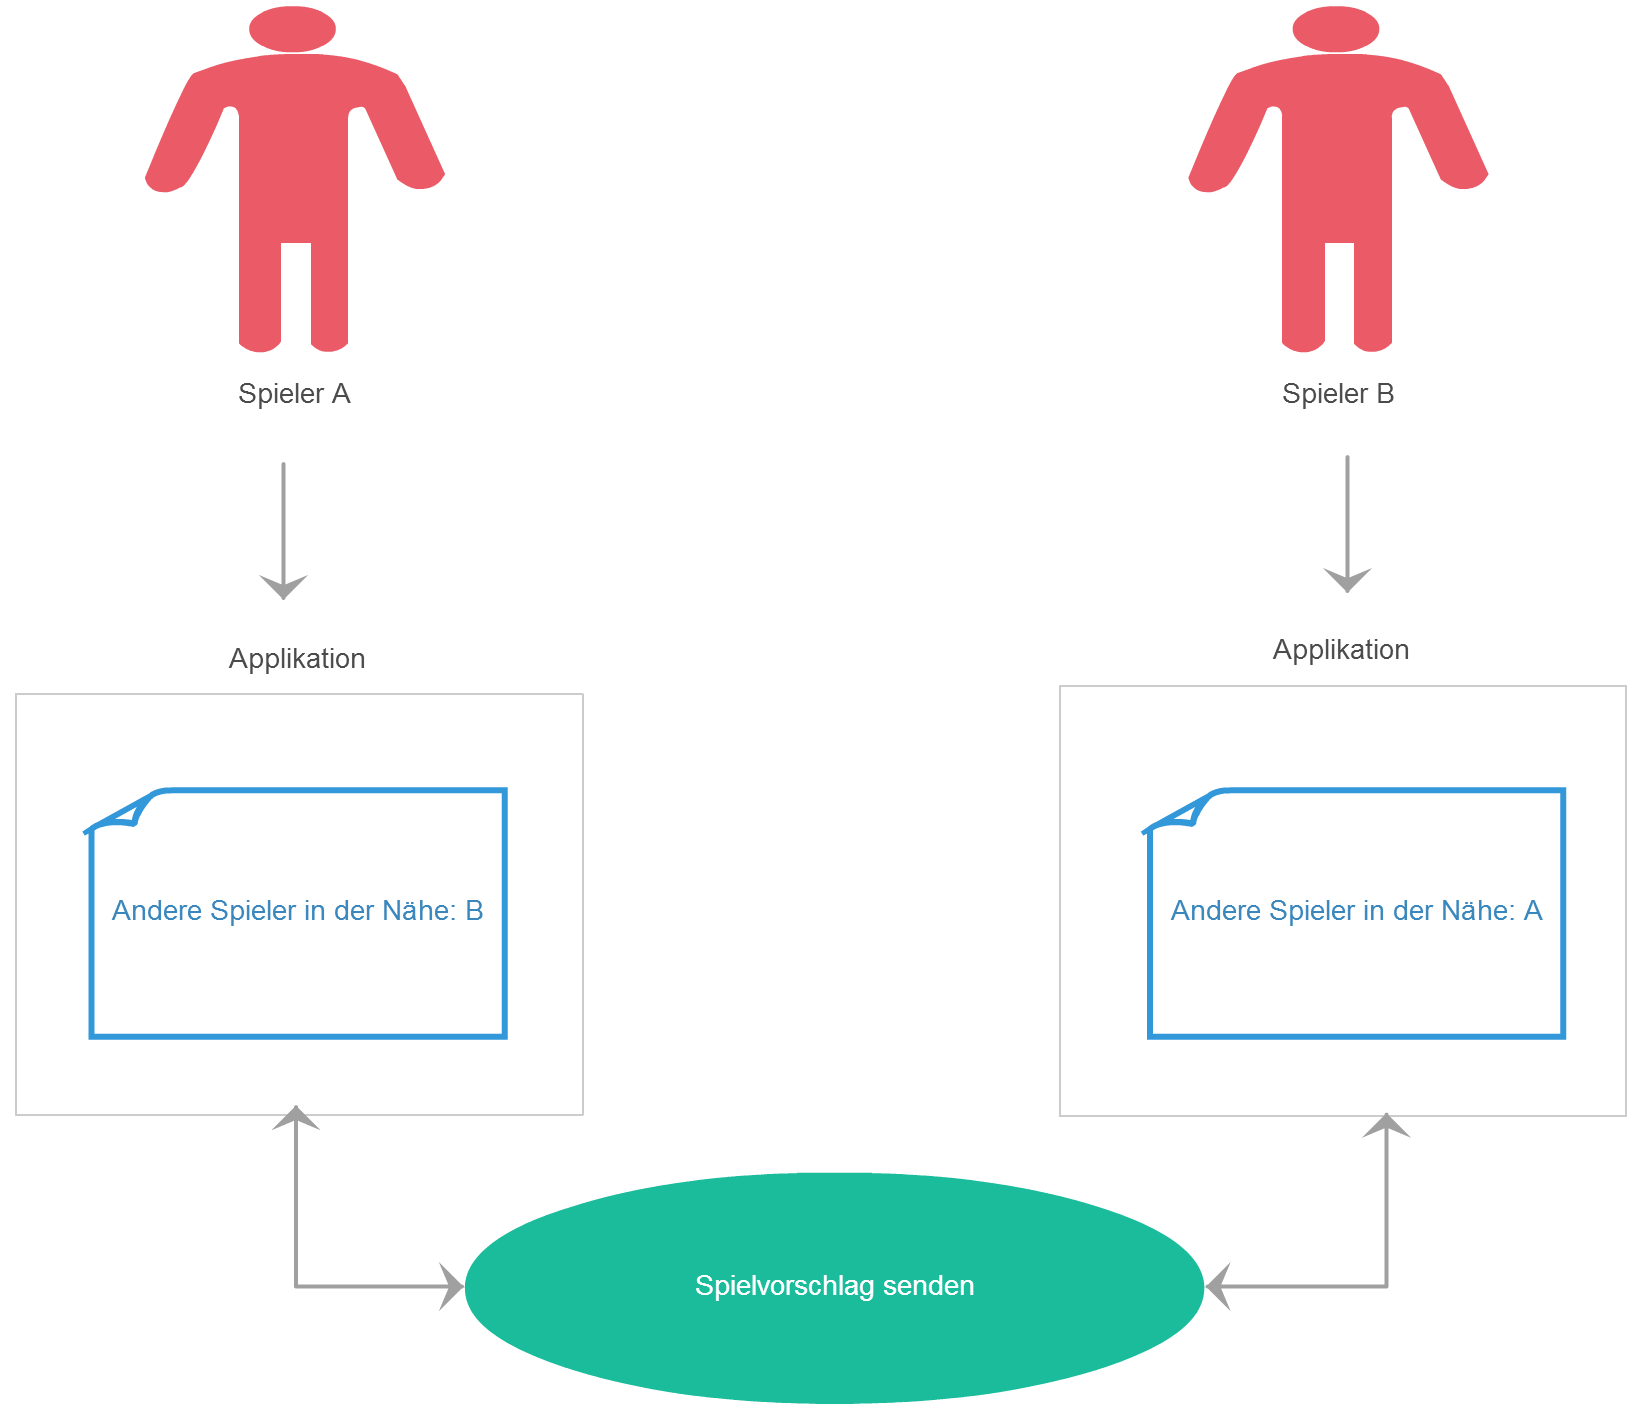 Spieler A
Spieler B
Applikation
Applikation
Andere Spieler in der Nähe: B
Andere Spieler in der Nähe: A
Spielvorschlag senden